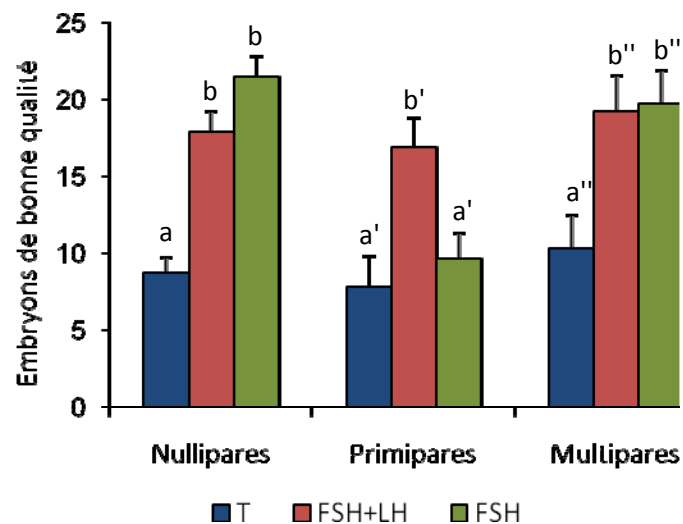 Embryons de bonne qualité
25
20
15
10
5
0
a b b
a' b' a'
a'' b'' b''
Nullipares Primipares Multipares
T FSH+LH FSH